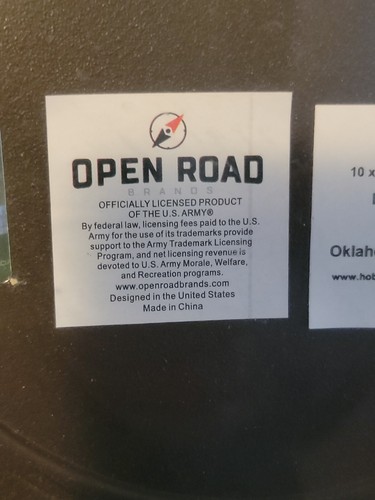 OPEN ROAD
BRANDS
OFFICIALLY LICENSED PRODUCT
OF THE U.S. ARMY®
By federal law, licensing fees paid to the U.S.
Army for the use of its trademarks provide
support to the Army Trademark Licensing
Program, and net licensing revenue is
devoted to U.S. Army Morale, Welfare,
and Recreation programs.
www.openroadbrands.com
Designed in the United States
Made in China
10 x
Oklah
www.hob